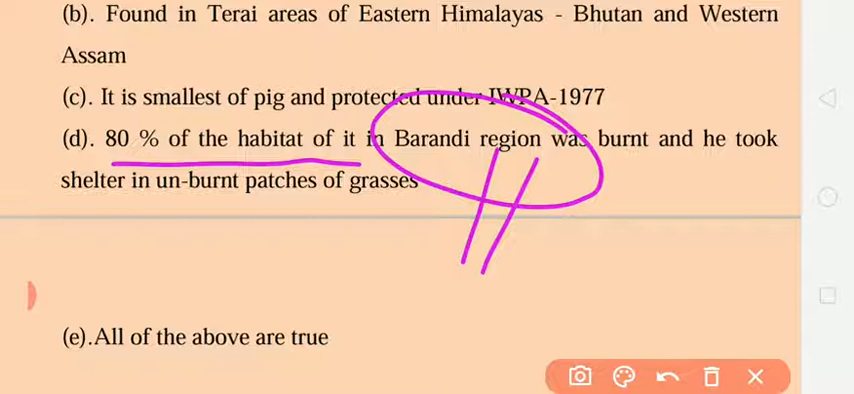 (b). Found in Terai areas of Eastern Himalayas - Bhutan and Western
Assam
(c). It is smallest of pig and protected under IWPA-1977
(d). 80 % of the habitat of it in Barandi region was burnt and he took
shelter in un-burnt patches of grasses
(e).All of the above are true